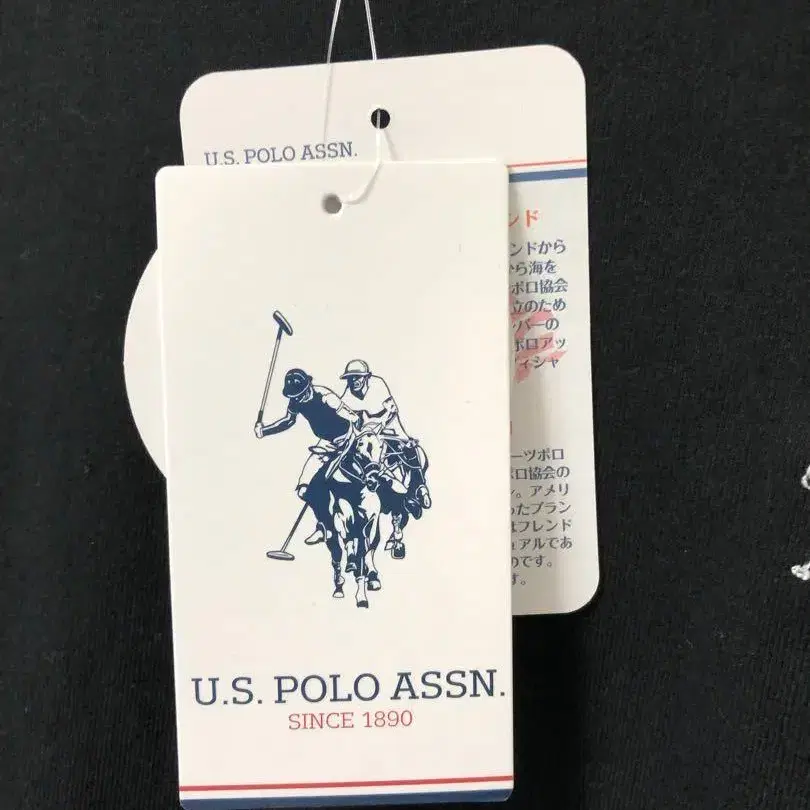 U.S. POLO ASSN.
ンド
ンドから
から海を
ポロ協会
立のため
バーの
ポロアッ
ィシャ
ーツポロ
ポロ協会の
。アメリ
ったブラン
はフレンド
ュアルであ
のです。
す。
U.S. POLO ASSN.
SINCE 1890